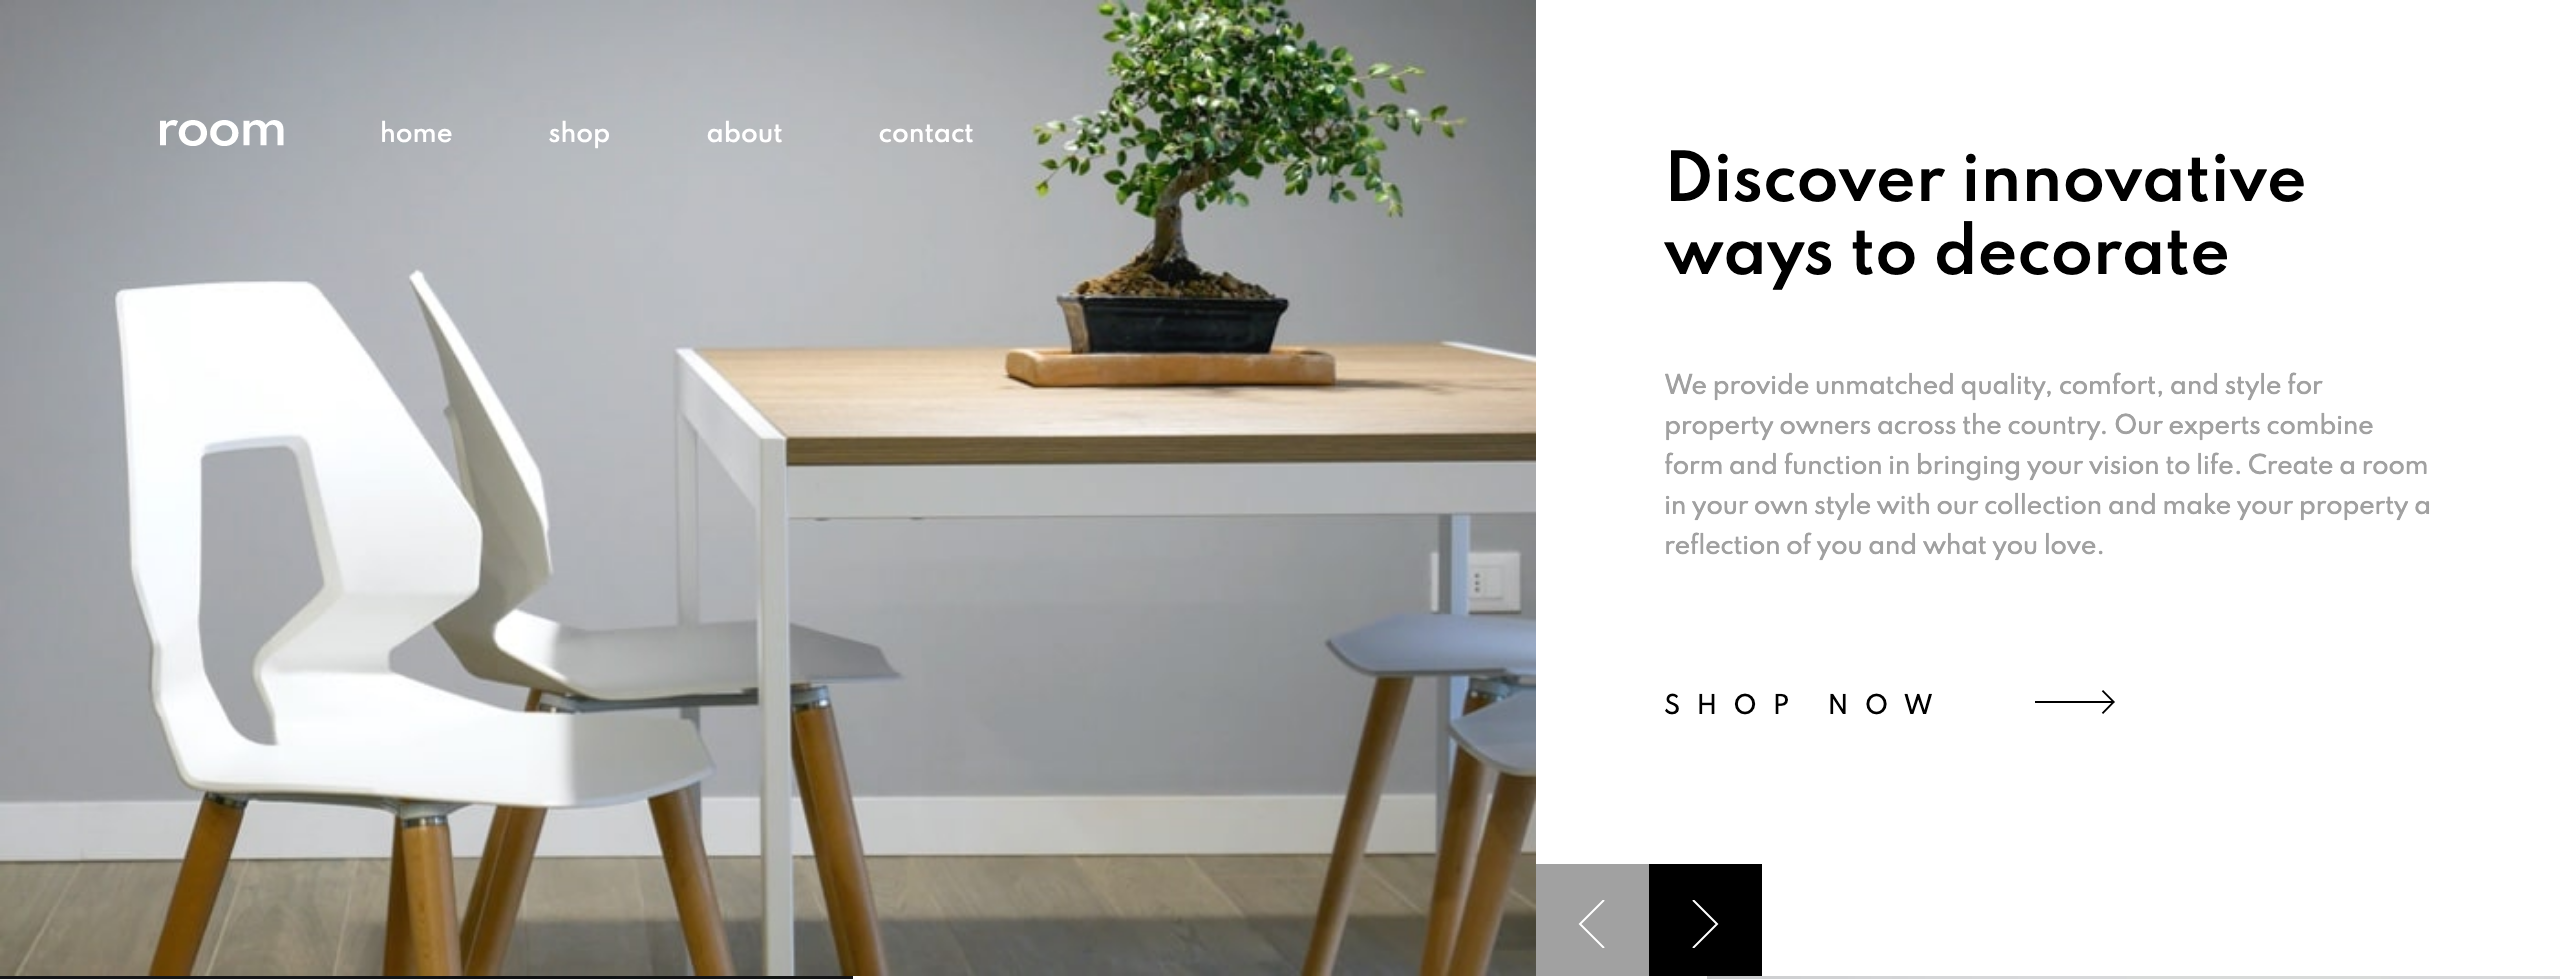 room
home
shop
about
contact
Discover innovative
ways to decorate
We provide unmatched quality, comfort, and style for
property owners across the country. Our experts combine
form and function in bringing your vision to life. Create a room
in your own style with our collection and make your property a
reflection of you and what you love.
SHOP NOW